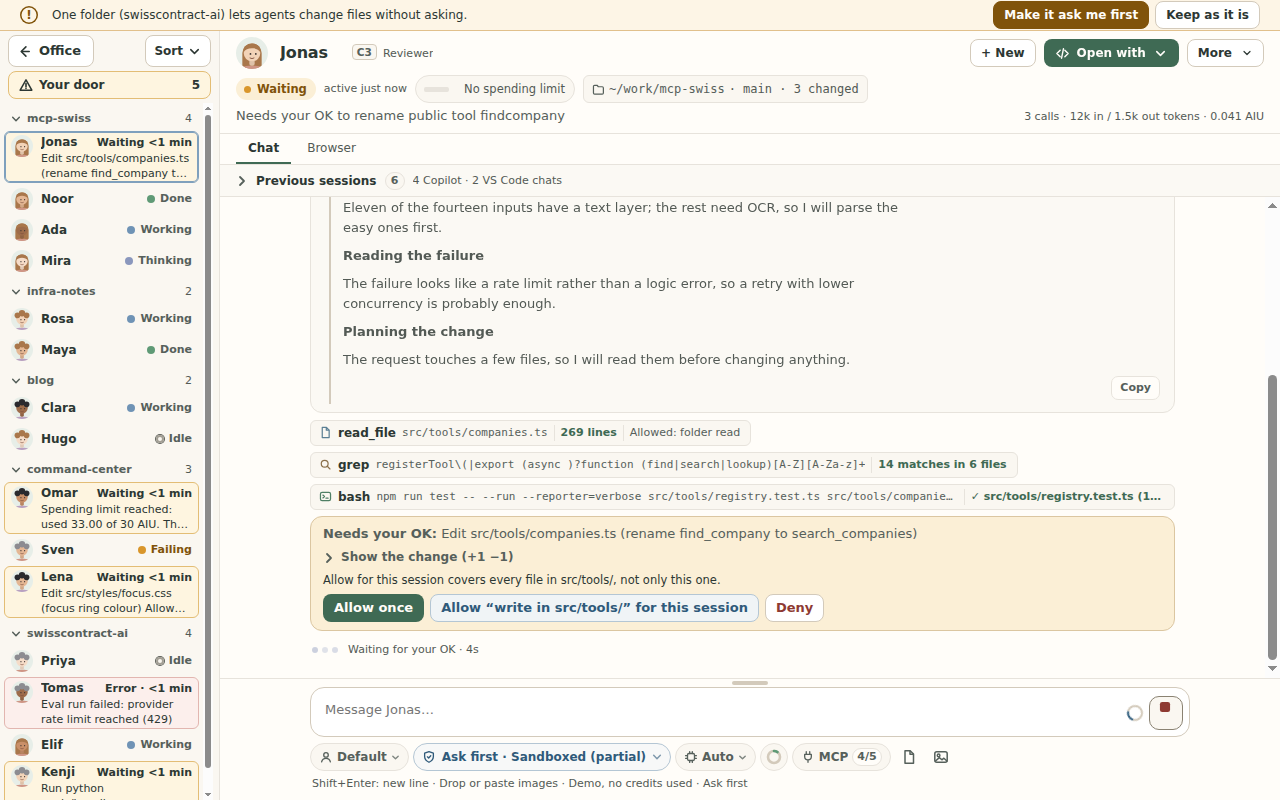 One folder (swisscontract-ai) lets agents change files without asking.
Make it ask me first
Keep as it is
Office
Sort
Your door 5
mcp-swiss 4
Jonas Waiting <1 min
Edit src/tools/companies.ts
(rename find_company t…
Noor Done
Ada Working
Mira Thinking
infra-notes 2
Rosa Working
Maya Done
blog 2
Clara Working
Hugo Idle
command-center 3
Omar Waiting <1 min
Spending limit reached:
used 33.00 of 30 AIU. Th…
Sven Failing
Lena Waiting <1 min
Edit src/styles/focus.css
(focus ring colour) Allow…
swisscontract-ai 4
Priya Idle
Tomas Error · <1 min
Eval run failed: provider
rate limit reached (429)
Elif Working
Kenji Waiting <1 min
Run python
Jonas C3 Reviewer
+ New
Open with
More
Waiting active just now No spending limit ~/work/mcp-swiss · main · 3 changed
Needs your OK to rename public tool findcompany
3 calls · 12k in / 1.5k out tokens · 0.041 AIU
Chat Browser
Previous sessions 6 4 Copilot · 2 VS Code chats
Eleven of the fourteen inputs have a text layer; the rest need OCR, so I will parse the
easy ones first.
Reading the failure
The failure looks like a rate limit rather than a logic error, so a retry with lower
concurrency is probably enough.
Planning the change
The request touches a few files, so I will read them before changing anything.
Copy
read_file src/tools/companies.ts 269 lines Allowed: folder read
grep registerTool\(|export (async )?function (find|search|lookup)[A-Z][A-Za-z]+ 14 matches in 6 files
bash npm run test -- --run --reporter=verbose src/tools/registry.test.ts src/tools/companie… ✓ src/tools/registry.test.ts (1…
Needs your OK: Edit src/tools/companies.ts (rename find_company to search_companies)
Show the change (+1 −1)
Allow for this session covers every file in src/tools/, not only this one.
Allow once
Allow “write in src/tools/” for this session
Deny
Waiting for your OK · 4s
Message Jonas…
Default
Ask first · Sandboxed (partial)
Auto
MCP 4/5
Shift+Enter: new line · Drop or paste images · Demo, no credits used · Ask first